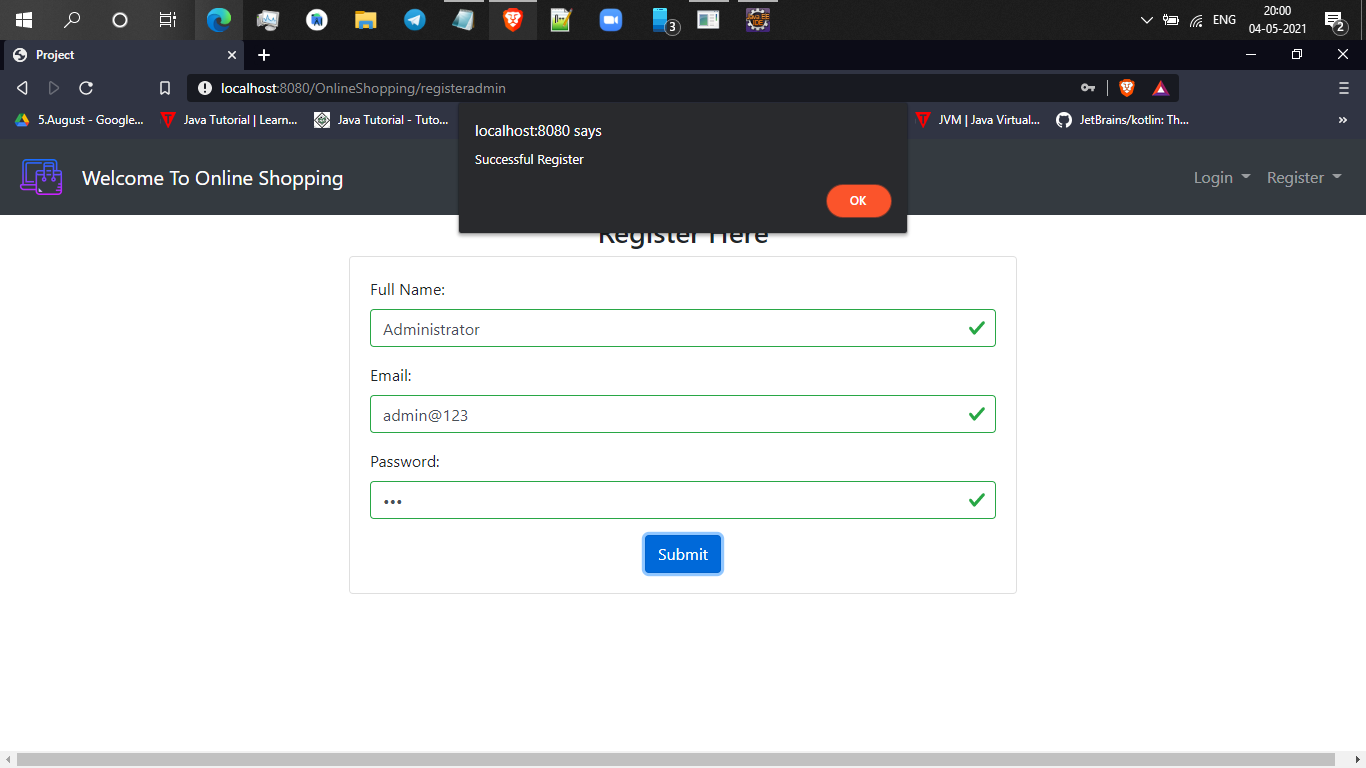 20:00
ENG
04-05-2021
3
2
Project
localhost:8080/OnlineShopping/registeradmin
5.August - Google...
Java Tutorial | Learn...
Java Tutorial - Tuto...
JVM | Java Virtual...
JetBrains/kotlin: Th...
localhost:8080 says
Successful Register
OK
Welcome To Online Shopping
Login
Register
Register Here
Full Name:
Administrator
Email:
admin@123
Password:
•••
Submit